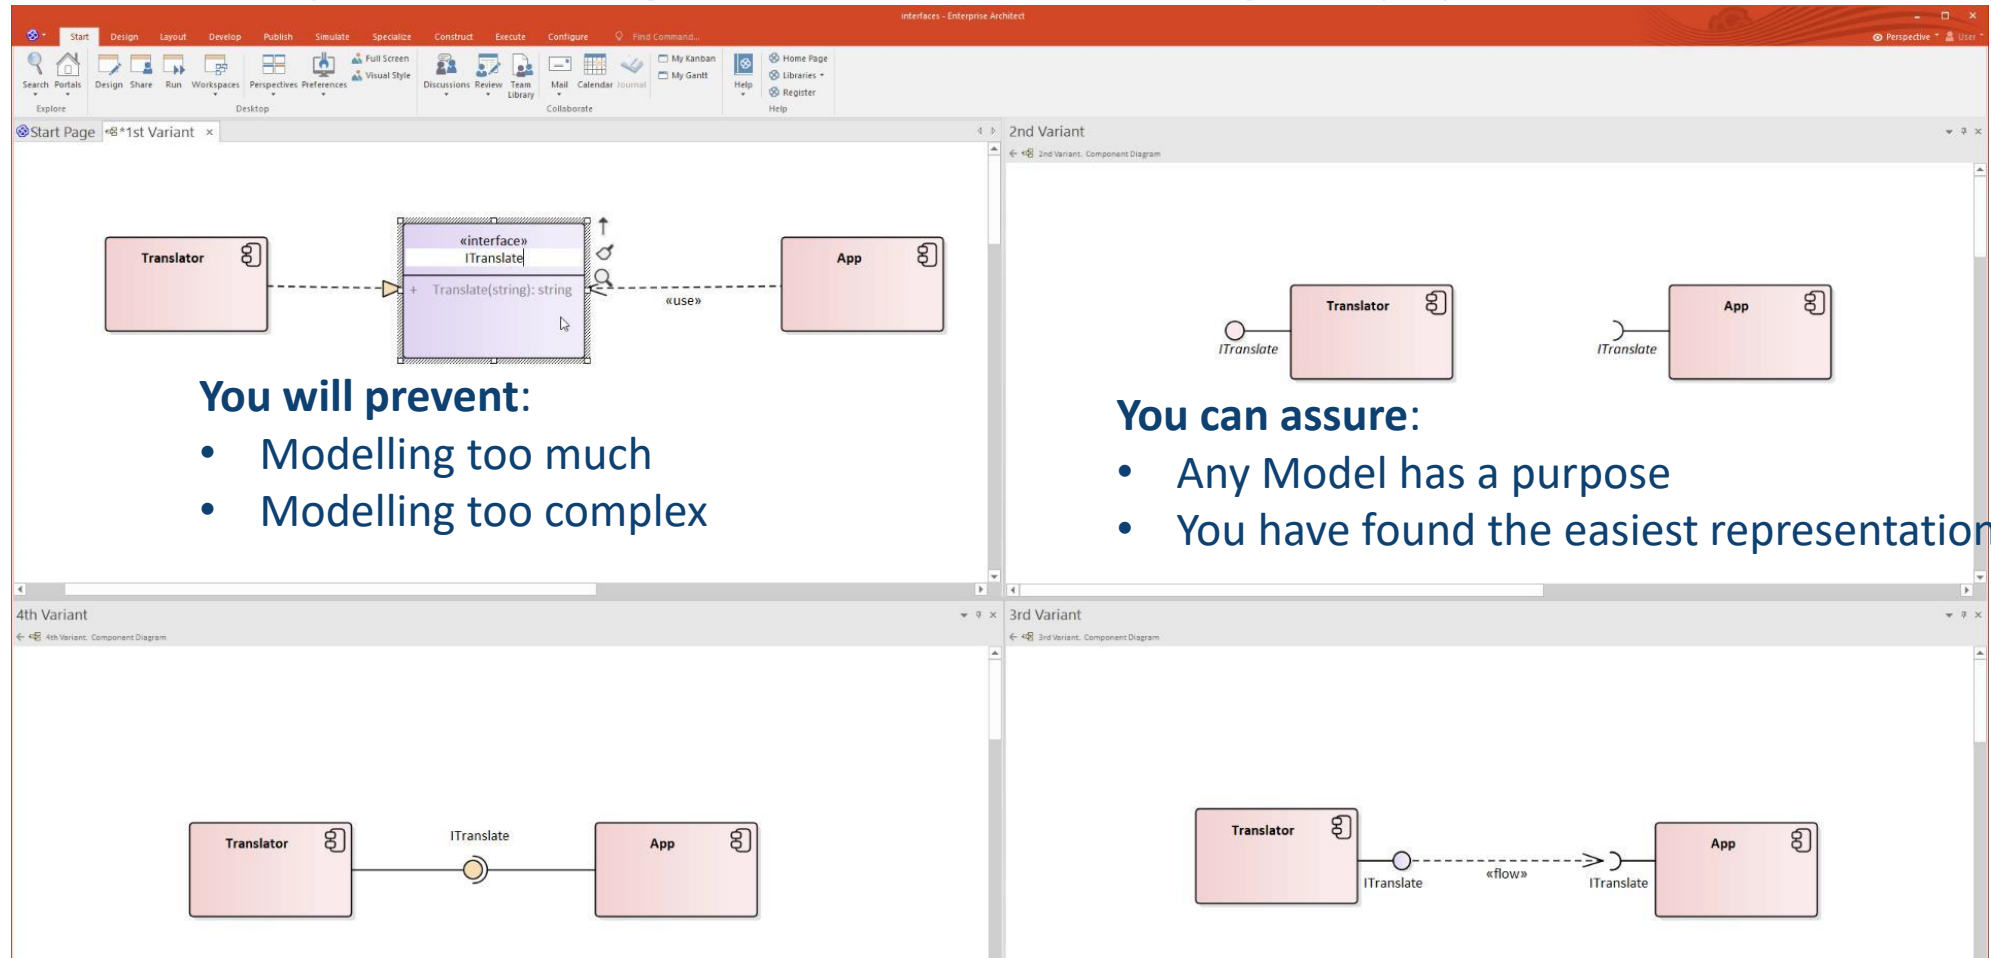 interfaces - Enterprise Architect
Start Design Layout Develop Publish Simulate Specialize Construct Execute Configure Find Command...
Perspective User
Full Screen
Visual Style
My Kanban
My Gantt
Home Page
Libraries
Register
Search Portals Design Share Run Workspaces Perspectives Preferences Discussions Review Team Library Mail Calendar Journal Help
Explore Desktop Collaborate Help
Start Page *1st Variant
Translator
«interface»
ITranslate
+ Translate(string): string
«use»
App
You will prevent:
• Modelling too much
• Modelling too complex
2nd Variant
2nd Variant. Component Diagram
Translator
ITranslate
App
ITranslate
You can assure:
• Any Model has a purpose
• You have found the easiest representation
4th Variant
4th Variant. Component Diagram
Translator
ITranslate
App
3rd Variant
3rd Variant. Component Diagram
Translator
ITranslate
«flow»
ITranslate
App